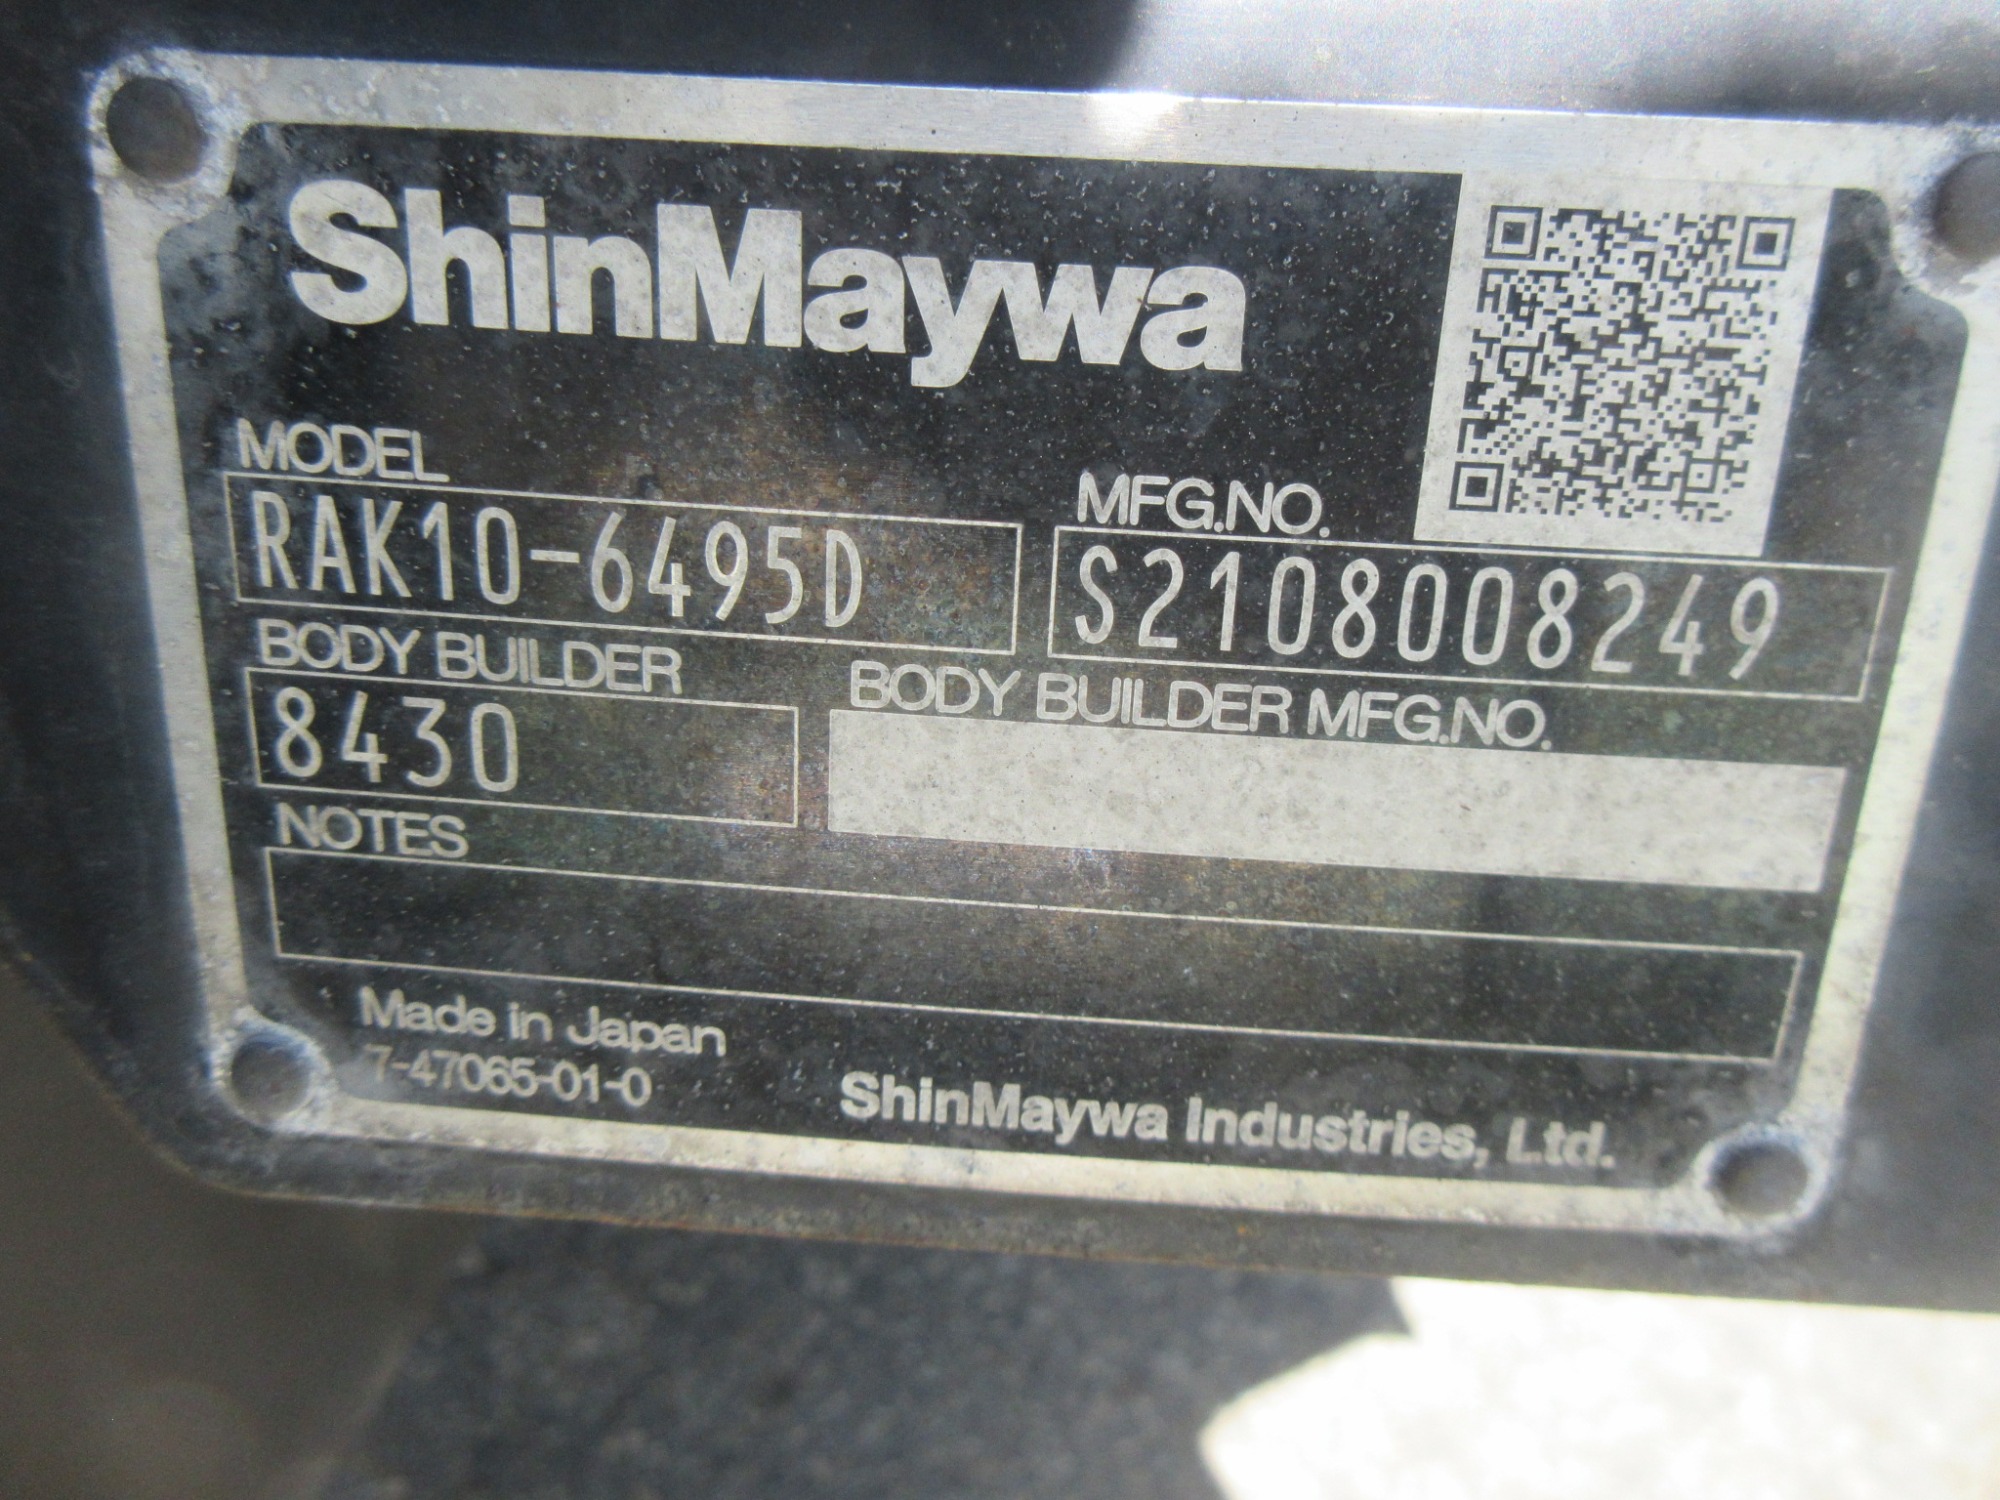 ShinMaywa
MODEL
RAK10-6495D
MFG.NO.
S2108008249
BODY BUILDER
8430
BODY BUILDER MFG.NO.
NOTES
Made in Japan
7-47065-01-0
ShinMaywa Industries, Ltd.